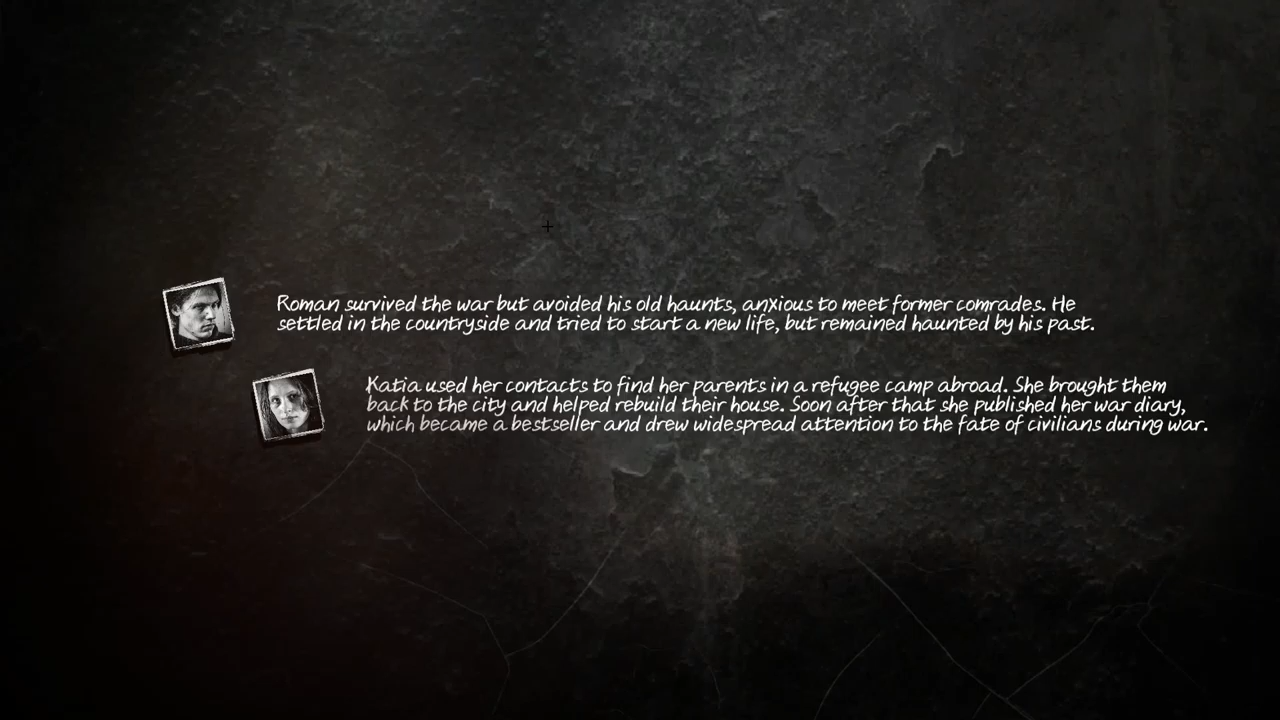 Roman survived the war but avoided his old haunts, anxious to meet former comrades. He
settled in the countryside and tried to start a new life, but remained haunted by his past.
Katia used her contacts to find her parents in a refugee camp abroad. She brought them
back to the city and helped rebuild their house. Soon after that she published her war diary,
which became a bestseller and drew widespread attention to the fate of civilians during war.